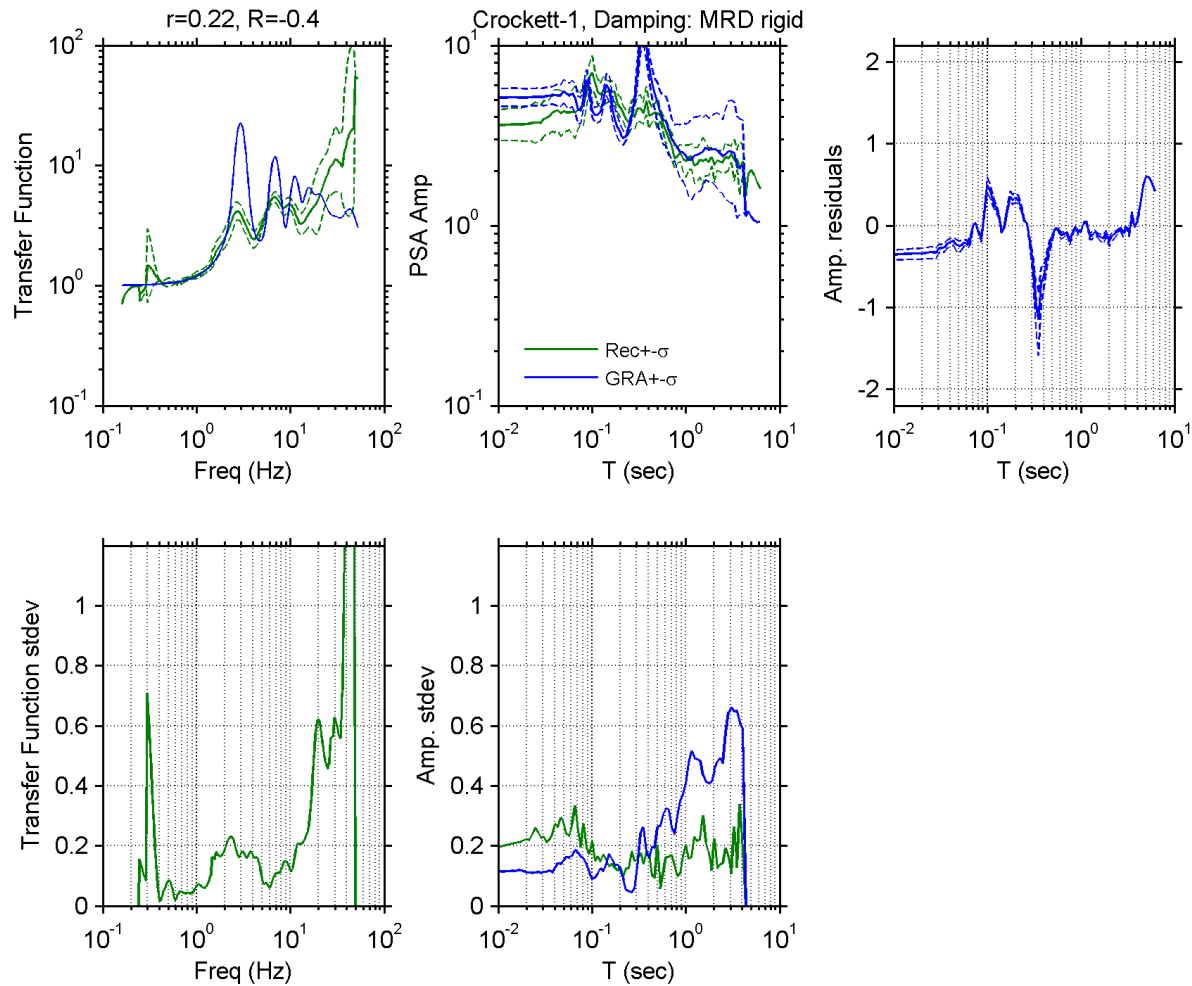 r=0.22, R=-0.4
Crockett-1, Damping: MRD rigid
Transfer Function
10^2
10^1
10^0
10^-1
10^-1 10^0 10^1 10^2
Freq (Hz)
PSA Amp
10^1
10^0
10^-1
Rec+-σ
GRA+-σ
10^-2 10^-1 10^0 10^1
T (sec)
Amp. residuals
2
1
0
-1
-2
10^-2 10^-1 10^0 10^1
T (sec)
Transfer Function stdev
1
0.8
0.6
0.4
0.2
0
10^-1 10^0 10^1 10^2
Freq (Hz)
Amp. stdev
1
0.8
0.6
0.4
0.2
0
10^-2 10^-1 10^0 10^1
T (sec)